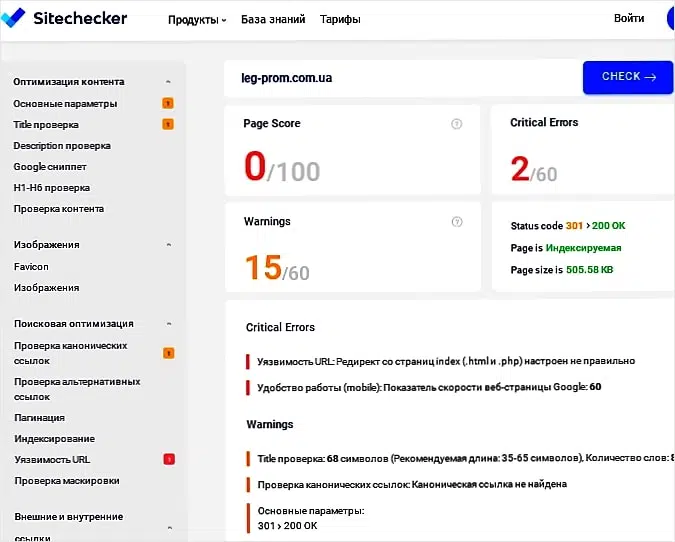 Sitechecker
Продукты
База знаний
Тарифы
Войти
Оптимизация контента
Основные параметры 1
Title проверка 1
Description проверка
Google сниппет
H1-H6 проверка
Проверка контента
Изображения
Favicon
Изображения
Поисковая оптимизация
Проверка канонических
ссылок 1
Проверка альтернативных
ссылок
Пагинация
Индексирование
Уязвимость URL 1
Проверка маскировки
Внешние и внутренние
ссылки
leg-prom.com.ua
CHECK →
Page Score ?
0/100
Critical Errors
2/60
Warnings ?
15/60
Status code 301 > 200 OK
Page is Индексируемая
Page size is 505.58 KB
Critical Errors
Уязвимость URL: Редирект со страниц index (.html и .php) настроен не правильно
Удобство работы (mobile): Показатель скорости веб-страницы Google: 60
Warnings
Title проверка: 68 символов (Рекомендуемая длина: 35-65 символов), Количество слов:
Проверка канонических ссылок: Каноническая ссылка не найдена
Основные параметры:
301 > 200 OK